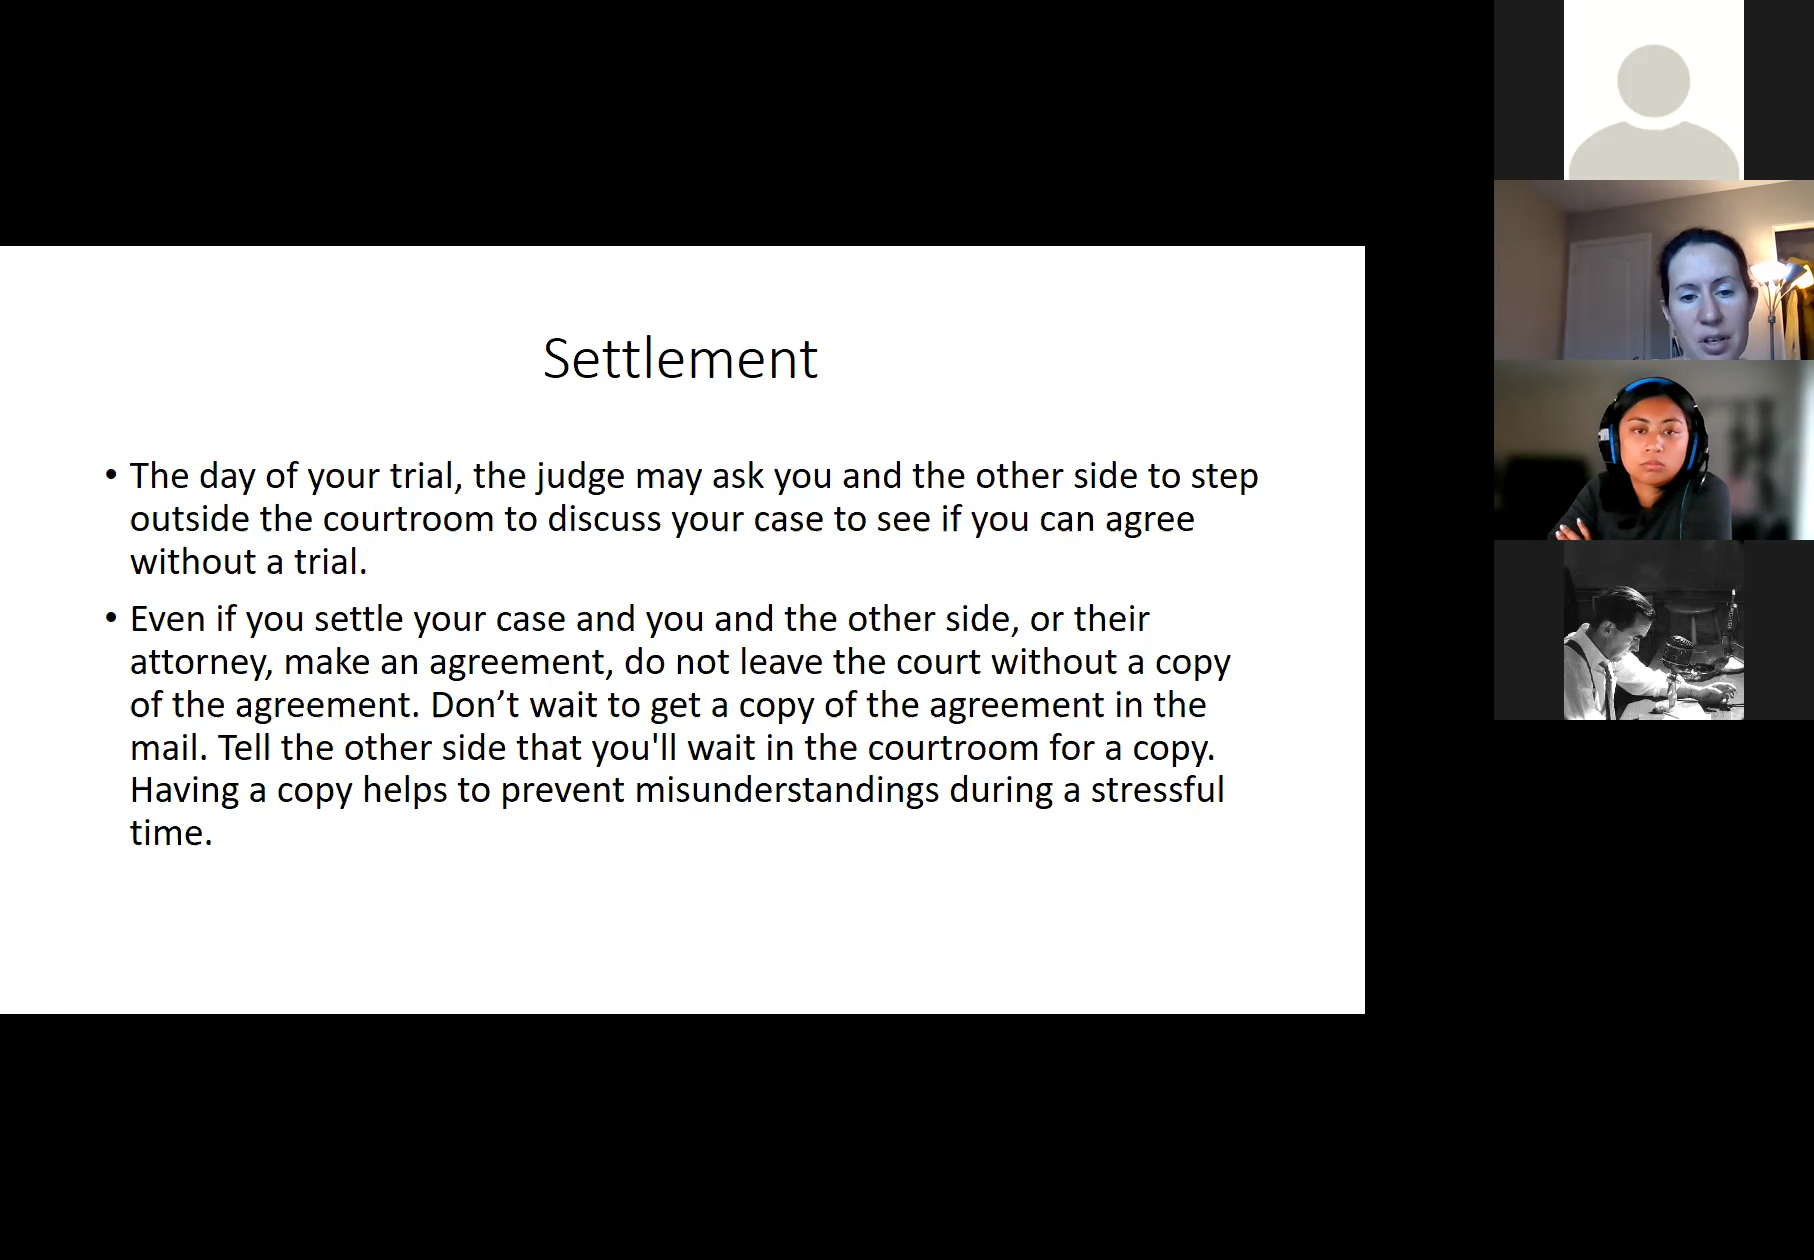 Settlement
• The day of your trial, the judge may ask you and the other side to step
outside the courtroom to discuss your case to see if you can agree
without a trial.
• Even if you settle your case and you and the other side, or their
attorney, make an agreement, do not leave the court without a copy
of the agreement. Don’t wait to get a copy of the agreement in the
mail. Tell the other side that you'll wait in the courtroom for a copy.
Having a copy helps to prevent misunderstandings during a stressful
time.